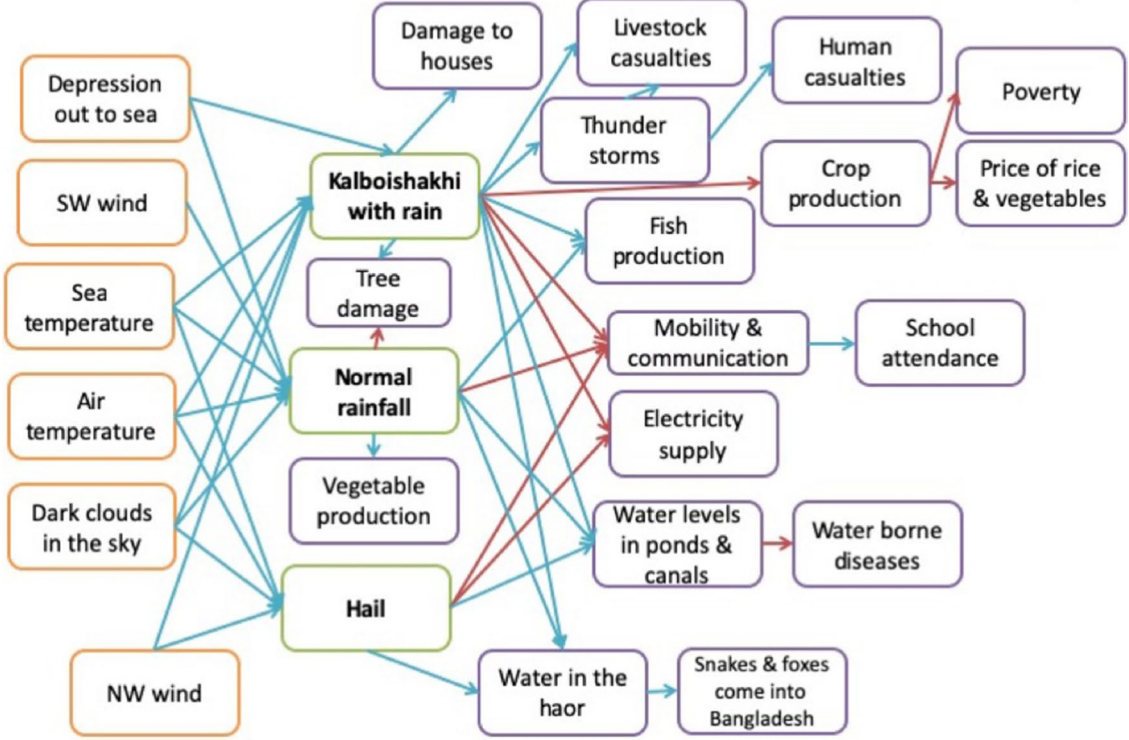 Damage to
houses
Livestock
casualties
Human
casualties
Poverty
Depression
out to sea
Thunder
storms
Crop
production
Price of rice
& vegetables
Kalboishakhi
with rain
SW wind
Fish
production
Tree
damage
Sea
temperature
Mobility &
communication
School
attendance
Normal
rainfall
Air
temperature
Electricity
supply
Vegetable
production
Dark clouds
in the sky
Water levels
in ponds &
canals
Water borne
diseases
Hail
NW wind
Water in the
haor
Snakes & foxes
come into
Bangladesh